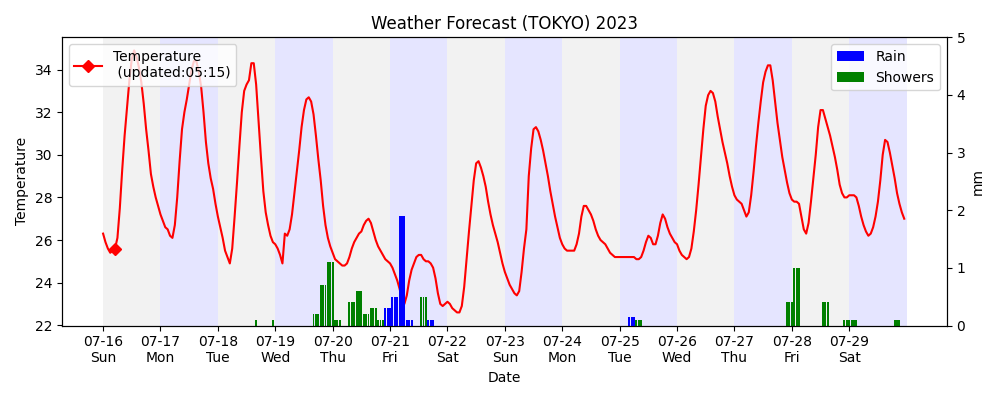 Weather Forecast (TOKYO) 2023
Temperature
(updated:05:15)
Rain
Showers
Temperature
34
32
30
28
26
24
22
5
4
3
2
1
0
mm
07-16 07-17 07-18 07-19 07-20 07-21 07-22 07-23 07-24 07-25 07-26 07-27 07-28 07-29
Sun Mon Tue Wed Thu Fri Sat Sun Mon Tue Wed Thu Fri Sat
Date